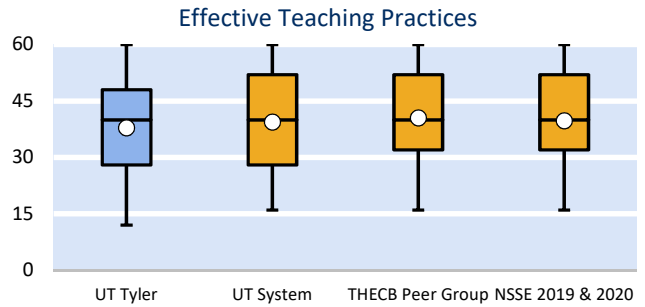 Effective Teaching Practices
60
45
30
15
0
UT Tyler UT System THECB Peer Group NSSE 2019 & 2020